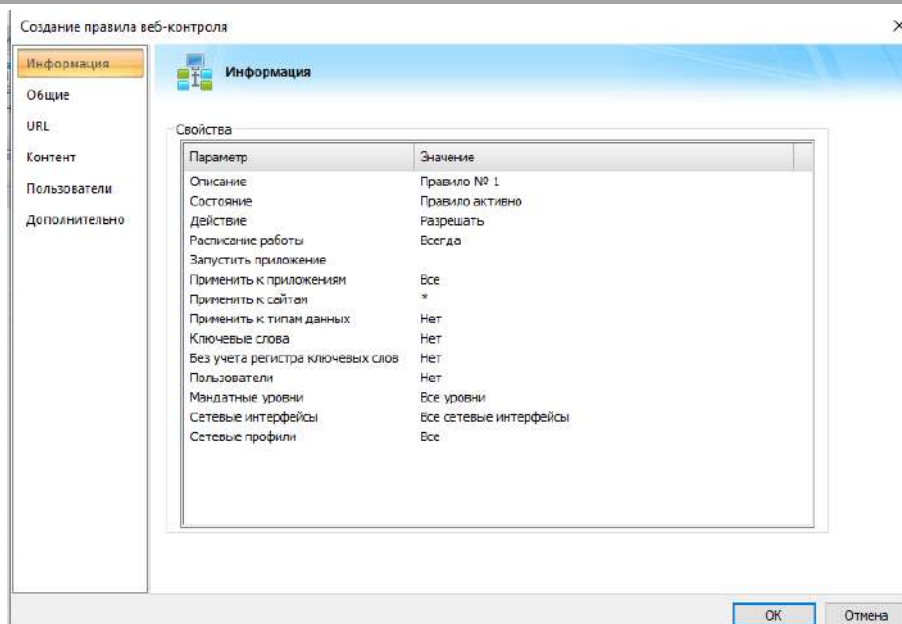 Создание правила веб-контроля
Информация
Общие
URL
Контент
Пользователи
Дополнительно
Информация
Свойства
Параметр Значение
Описание Правило № 1
Состояние Правило активно
Действие Разрешать
Расписание работы Всегда
Запустить приложение
Применить к приложениям Все
Применить к сайтам *
Применить к типам данных Нет
Ключевые слова Нет
Без учета регистра ключевых слов Нет
Пользователи Нет
Мандатные уровни Все уровни
Сетевые интерфейсы Все сетевые интерфейсы
Сетевые профили Все
ОК Отмена